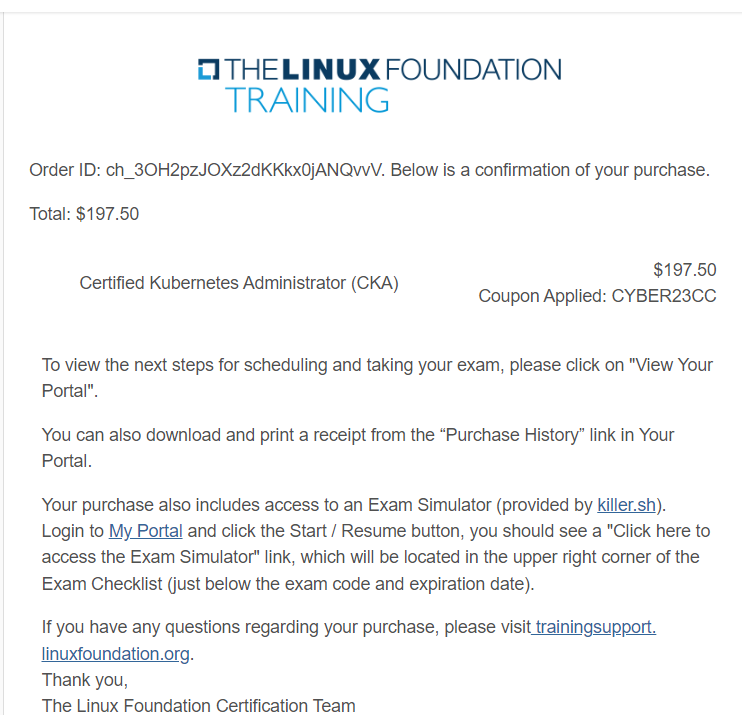 THE LINUX FOUNDATION
TRAINING
Order ID: ch_3OH2pzJOXz2dKKkx0jANQvvV. Below is a confirmation of your purchase.
Total: $197.50
$197.50
Certified Kubernetes Administrator (CKA)
Coupon Applied: CYBER23CC
To view the next steps for scheduling and taking your exam, please click on "View Your
Portal".
You can also download and print a receipt from the “Purchase History” link in Your
Portal.
Your purchase also includes access to an Exam Simulator (provided by killer.sh).
Login to My Portal and click the Start / Resume button, you should see a "Click here to
access the Exam Simulator" link, which will be located in the upper right corner of the
Exam Checklist (just below the exam code and expiration date).
If you have any questions regarding your purchase, please visit trainingsupport.
linuxfoundation.org.
Thank you,
The Linux Foundation Certification Team